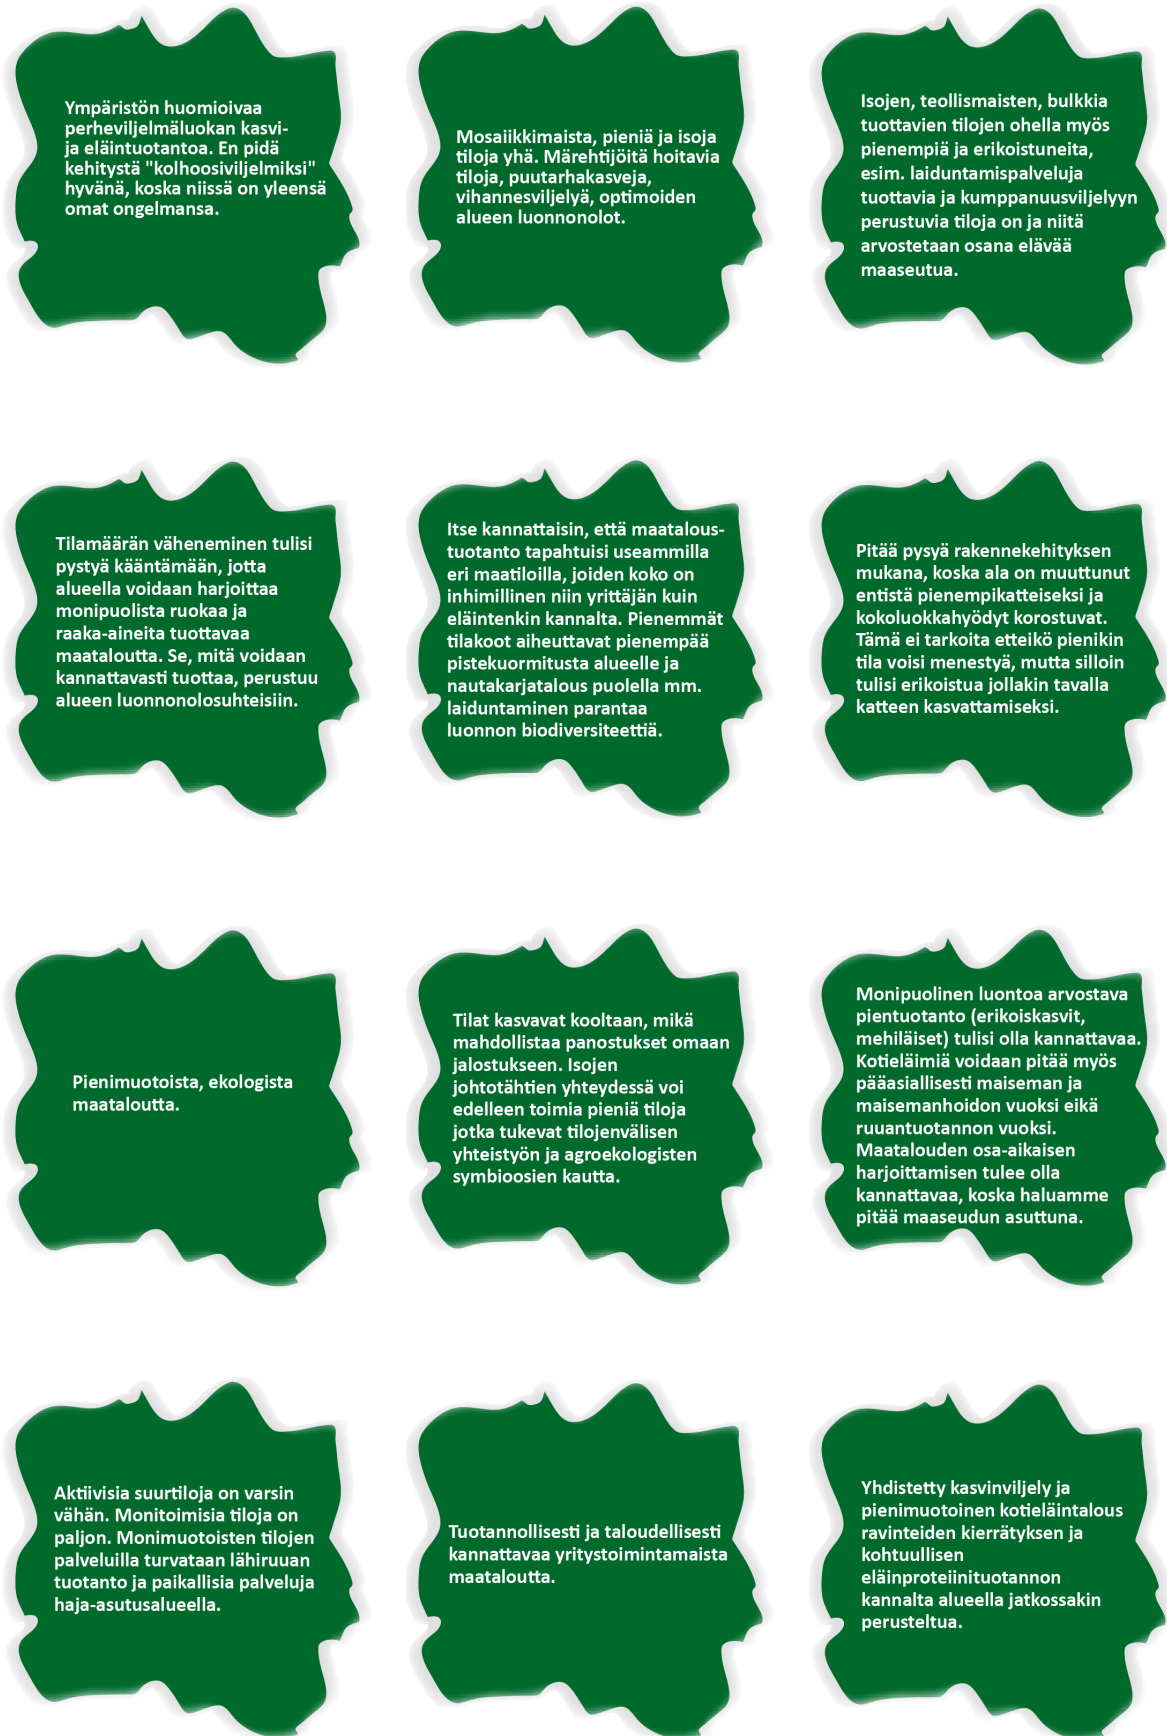 Ympäristön huomioivaa
perheviljelmäluokan kasvi-
ja eläintuotantoa. En pidä
kehitystä "kolhoosiviljelmiksi"
hyvänä, koska niissä on yleensä
omat ongelmansa.
Mosaiikkimaista, pieniä ja isoja
tiloja yhä. Märehtijöitä hoitavia
tiloja, puutarhakasveja,
vihannesviljelyä, optimoiden
alueen luonnonolot.
Isojen, teollismaisten, bulkkia
tuottavien tilojen ohella myös
pienempiä ja erikoistuneita,
esim. laiduntamispalveluja
tuottavia ja kumppanuusviljelyyn
perustuvia tiloja on ja niitä
arvostetaan osana elävää
maaseutua.
Tilamäärän väheneminen tulisi
pystyä kääntämään, jotta
alueella voidaan harjoittaa
monipuolista ruokaa ja
raaka-aineita tuottavaa
maataloutta. Se, mitä voidaan
kannattavasti tuottaa, perustuu
alueen luonnonolosuhteisiin.
Itse kannattaisin, että maatalous-
tuotanto tapahtuisi useammilla
eri maatiloilla, joiden koko on
inhimillinen niin yrittäjän kuin
eläintenkin kannalta. Pienemmät
tilakoot aiheuttavat pienempää
pistekuormitusta alueelle ja
nautakarjatalous puolella mm.
laiduntaminen parantaa
luonnon biodiversiteettiä.
Pitää pysyä rakennekehityksen
mukana, koska ala on muuttunut
entistä pienempikatteiseksi ja
kokoluokkahyödyt korostuvat.
Tämä ei tarkoita etteikö pienikin
tila voisi menestyä, mutta silloin
tulisi erikoistua jollakin tavalla
katteen kasvattamiseksi.
Pienimuotoista, ekologista
maataloutta.
Tilat kasvavat kooltaan, mikä
mahdollistaa panostukset omaan
jalostukseen. Isojen
johtotähtien yhteydessä voi
edelleen toimia pieniä tiloja
jotka tukevat tilojenvälisen
yhteistyön ja agroekologisten
symbioosien kautta.
Monipuolinen luontoa arvostava
pientuotanto (erikoiskasvit,
mehiläiset) tulisi olla kannattavaa.
Kotieläimiä voidaan pitää myös
pääasiallisesti maiseman ja
maisemanhoidon vuoksi eikä
ruuantuotannon vuoksi.
Maatalouden osa-aikaisen
harjoittamisen tulee olla
kannattavaa, koska haluamme
pitää maaseudun asuttuna.
Aktiivisia suurtiloja on varsin
vähän. Monitoimisia tiloja on
paljon. Monimuotoisten tilojen
palveluilla turvataan lähiruuan
tuotanto ja paikallisia palveluja
haja-asutusalueella.
Tuotannollisesti ja taloudellisesti
kannattavaa yritystoimintamaista
maataloutta.
Yhdistetty kasvinviljely ja
pienimuotoinen kotieläintalous
ravinteiden kierrätyksen ja
kohtuullisen
eläinproteiinituotannon
kannalta alueella jatkossakin
perusteltua.